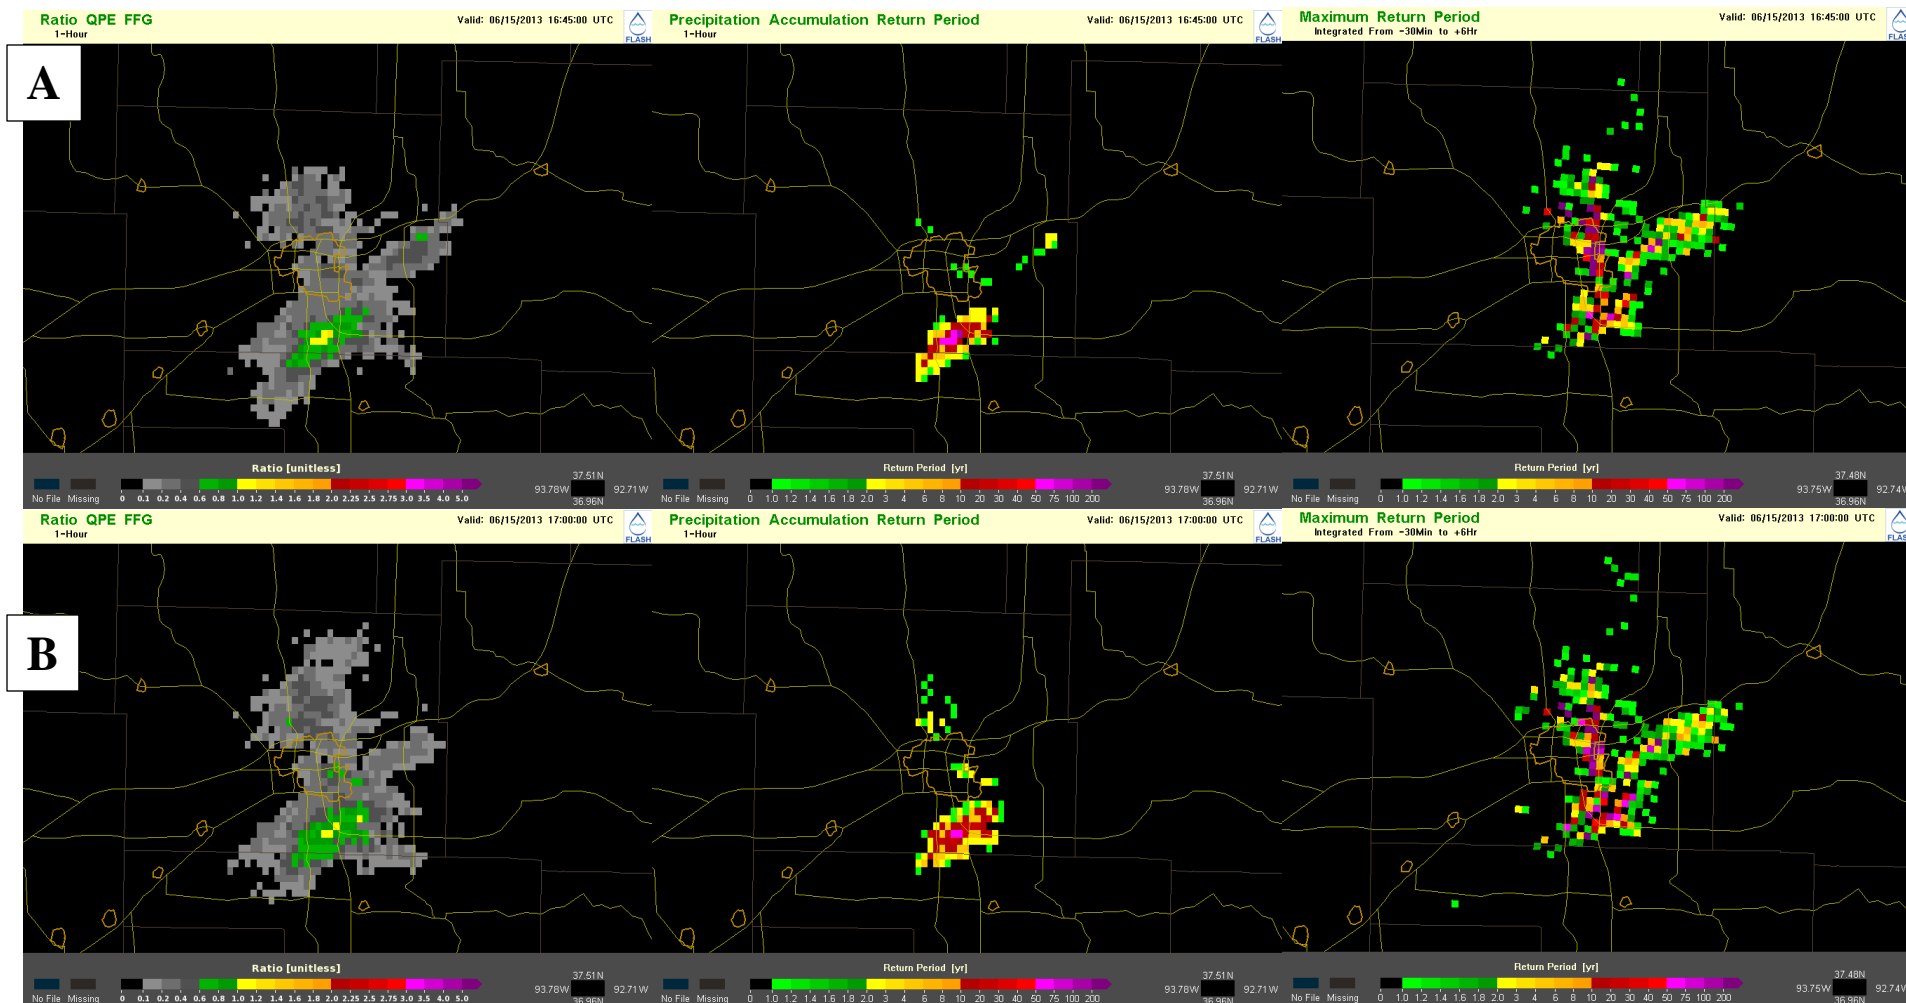 Ratio QPE FFG
1-Hour
Valid: 06/15/2013 16:45:00 UTC
FLASH
Precipitation Accumulation Return Period
1-Hour
Valid: 06/15/2013 16:45:00 UTC
FLASH
Maximum Return Period
Integrated From -30Min to +6Hr
Valid: 06/15/2013 16:45:00 UTC
FLASH
A
Ratio [unitless]
No File Missing
0 0.1 0.2 0.4 0.6 0.8 1.0 1.2 1.4 1.6 1.8 2.0 2.25 2.5 2.75 3.0 3.5 4.0 5.0
37.51N
93.78W 92.71W
36.96N
Return Period [yr]
No File Missing
0 1.0 1.2 1.4 1.6 1.8 2.0 3 4 6 8 10 20 30 40 50 75 100 200
37.51N
93.78W 92.71W
36.96N
Return Period [yr]
No File Missing
0 1.0 1.2 1.4 1.6 1.8 2.0 3 4 6 8 10 20 30 40 50 75 100 200
37.48N
93.75W 92.74W
36.96N
Ratio QPE FFG
1-Hour
Valid: 06/15/2013 17:00:00 UTC
FLASH
Precipitation Accumulation Return Period
1-Hour
Valid: 06/15/2013 17:00:00 UTC
FLASH
Maximum Return Period
Integrated From -30Min to +6Hr
Valid: 06/15/2013 17:00:00 UTC
FLASH
B
Ratio [unitless]
No File Missing
0 0.1 0.2 0.4 0.6 0.8 1.0 1.2 1.4 1.6 1.8 2.0 2.25 2.5 2.75 3.0 3.5 4.0 5.0
37.51N
93.78W 92.71W
36.96N
Return Period [yr]
No File Missing
0 1.0 1.2 1.4 1.6 1.8 2.0 3 4 6 8 10 20 30 40 50 75 100 200
37.51N
93.78W 92.71W
36.96N
Return Period [yr]
No File Missing
0 1.0 1.2 1.4 1.6 1.8 2.0 3 4 6 8 10 20 30 40 50 75 100 200
37.48N
93.75W 92.74W
36.96N